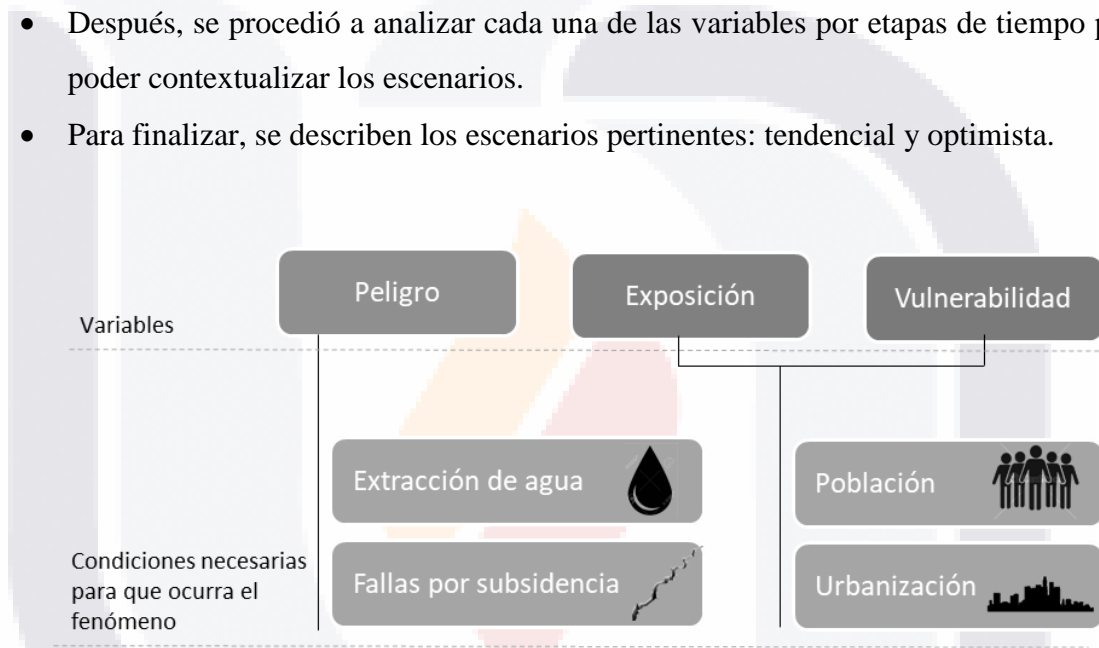 • Después, se procedió a analizar cada una de las variables por etapas de tiempo
poder contextualizar los escenarios.
• Para finalizar, se describen los escenarios pertinentes: tendencial y optimista.
Peligro
Exposición
Vulnerabilidad
Variables
Extracción de agua
Población
Condiciones necesarias
para que ocurra el
fenómeno
Fallas por subsidencia
Urbanización